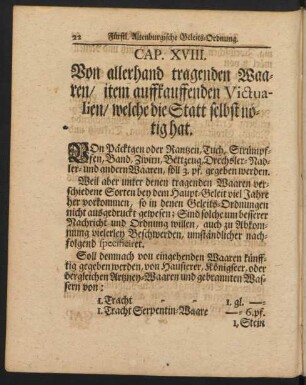 22 Fürstl. Altenburgische Geleits-Ordnung.
CAP. XVIII.
Von allerhand tragenden Waa-
ren/ item auffkauffenden Victua-
lien/ welche die Statt selbst nö-
tig hat.
VOn Päcktgen oder Rantzen, Tuch, Strümpf-
fen, Band, Zwirn, Bettzeug, Drechsler- Nad-
ler- und andern Waaren, soll 3. pf. gegeben werden.
Weil aber unter denen tragenden Waaren ver-
schiedene Sorten bey dem Haupt-Geleit viel Jahre
her vorkommen, so in denen Geleits-Ordnungen
nicht ausgedruckt gewesen; Sind solche um besserer
Nachricht und Ordnung willen, auch zu Abkom-
mung vielerley Beschwerden, umständlicher nach-
folgend specificiret.
Soll demnach von eingehenden Waaren künff-
tig gegeben werden, von Hausierer, Königseer, oder
dergleichen Artzney-Waaren und gebrannten Waf-
fern von:
1. Tracht - - 1. gl. —
1. Tracht Serpentin-Waare — 6. pf.
1. Stein